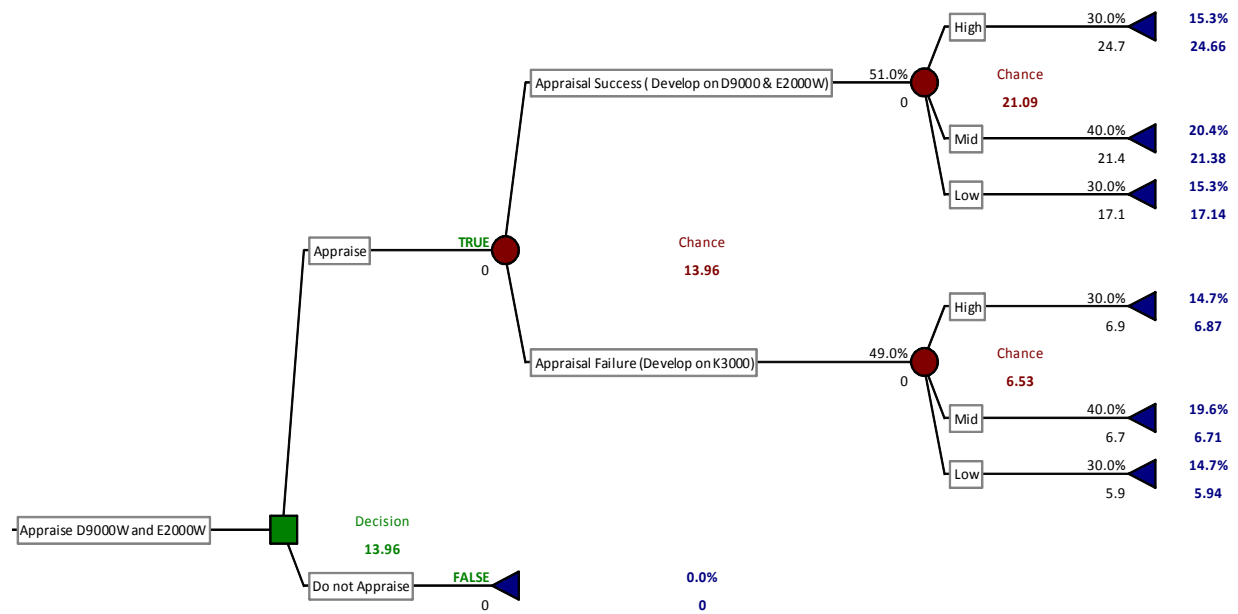 High 30.0% 15.3%
24.7 24.66
Appraisal Success ( Develop on D9000 & E2000W) 51.0% Chance
0 21.09
Mid 40.0% 20.4%
21.4 21.38
Low 30.0% 15.3%
17.1 17.14
Appraise TRUE Chance
0 13.96
High 30.0% 14.7%
6.9 6.87
Appraisal Failure (Develop on K3000) 49.0% Chance
0 6.53
Mid 40.0% 19.6%
6.7 6.71
Low 30.0% 14.7%
5.9 5.94
Appraise D9000W and E2000W Decision
13.96
Do not Appraise FALSE 0.0%
0 0